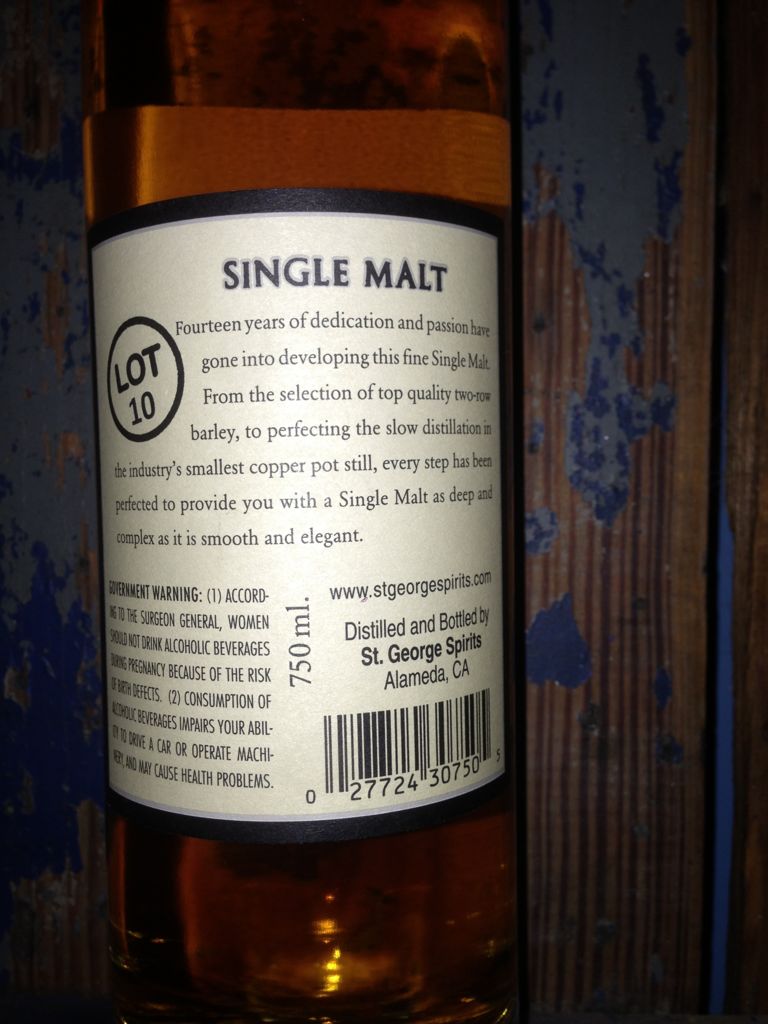 SINGLE MALT
LOT
10
Fourteen years of dedication and passion have
gone into developing this fine Single Malt.
From the selection of top quality two-row
barley, to perfecting the slow distillation in
the industry's smallest copper pot still, every step has been
perfected to provide you with a Single Malt as deep and
complex as it is smooth and elegant.
GOVERNMENT WARNING: (1) ACCORD-
ING TO THE SURGEON GENERAL, WOMEN
SHOULD NOT DRINK ALCOHOLIC BEVERAGES
DURING PREGNANCY BECAUSE OF THE RISK
OF BIRTH DEFECTS. (2) CONSUMPTION OF
ALCOHOLIC BEVERAGES IMPAIRS YOUR ABIL-
ITY TO DRIVE A CAR OR OPERATE MACHI-
NERY, AND MAY CAUSE HEALTH PROBLEMS.
750 ml.
www.stgeorgespirits.com
Distilled and Bottled by
St. George Spirits
Alameda, CA
0 27724 30750 5